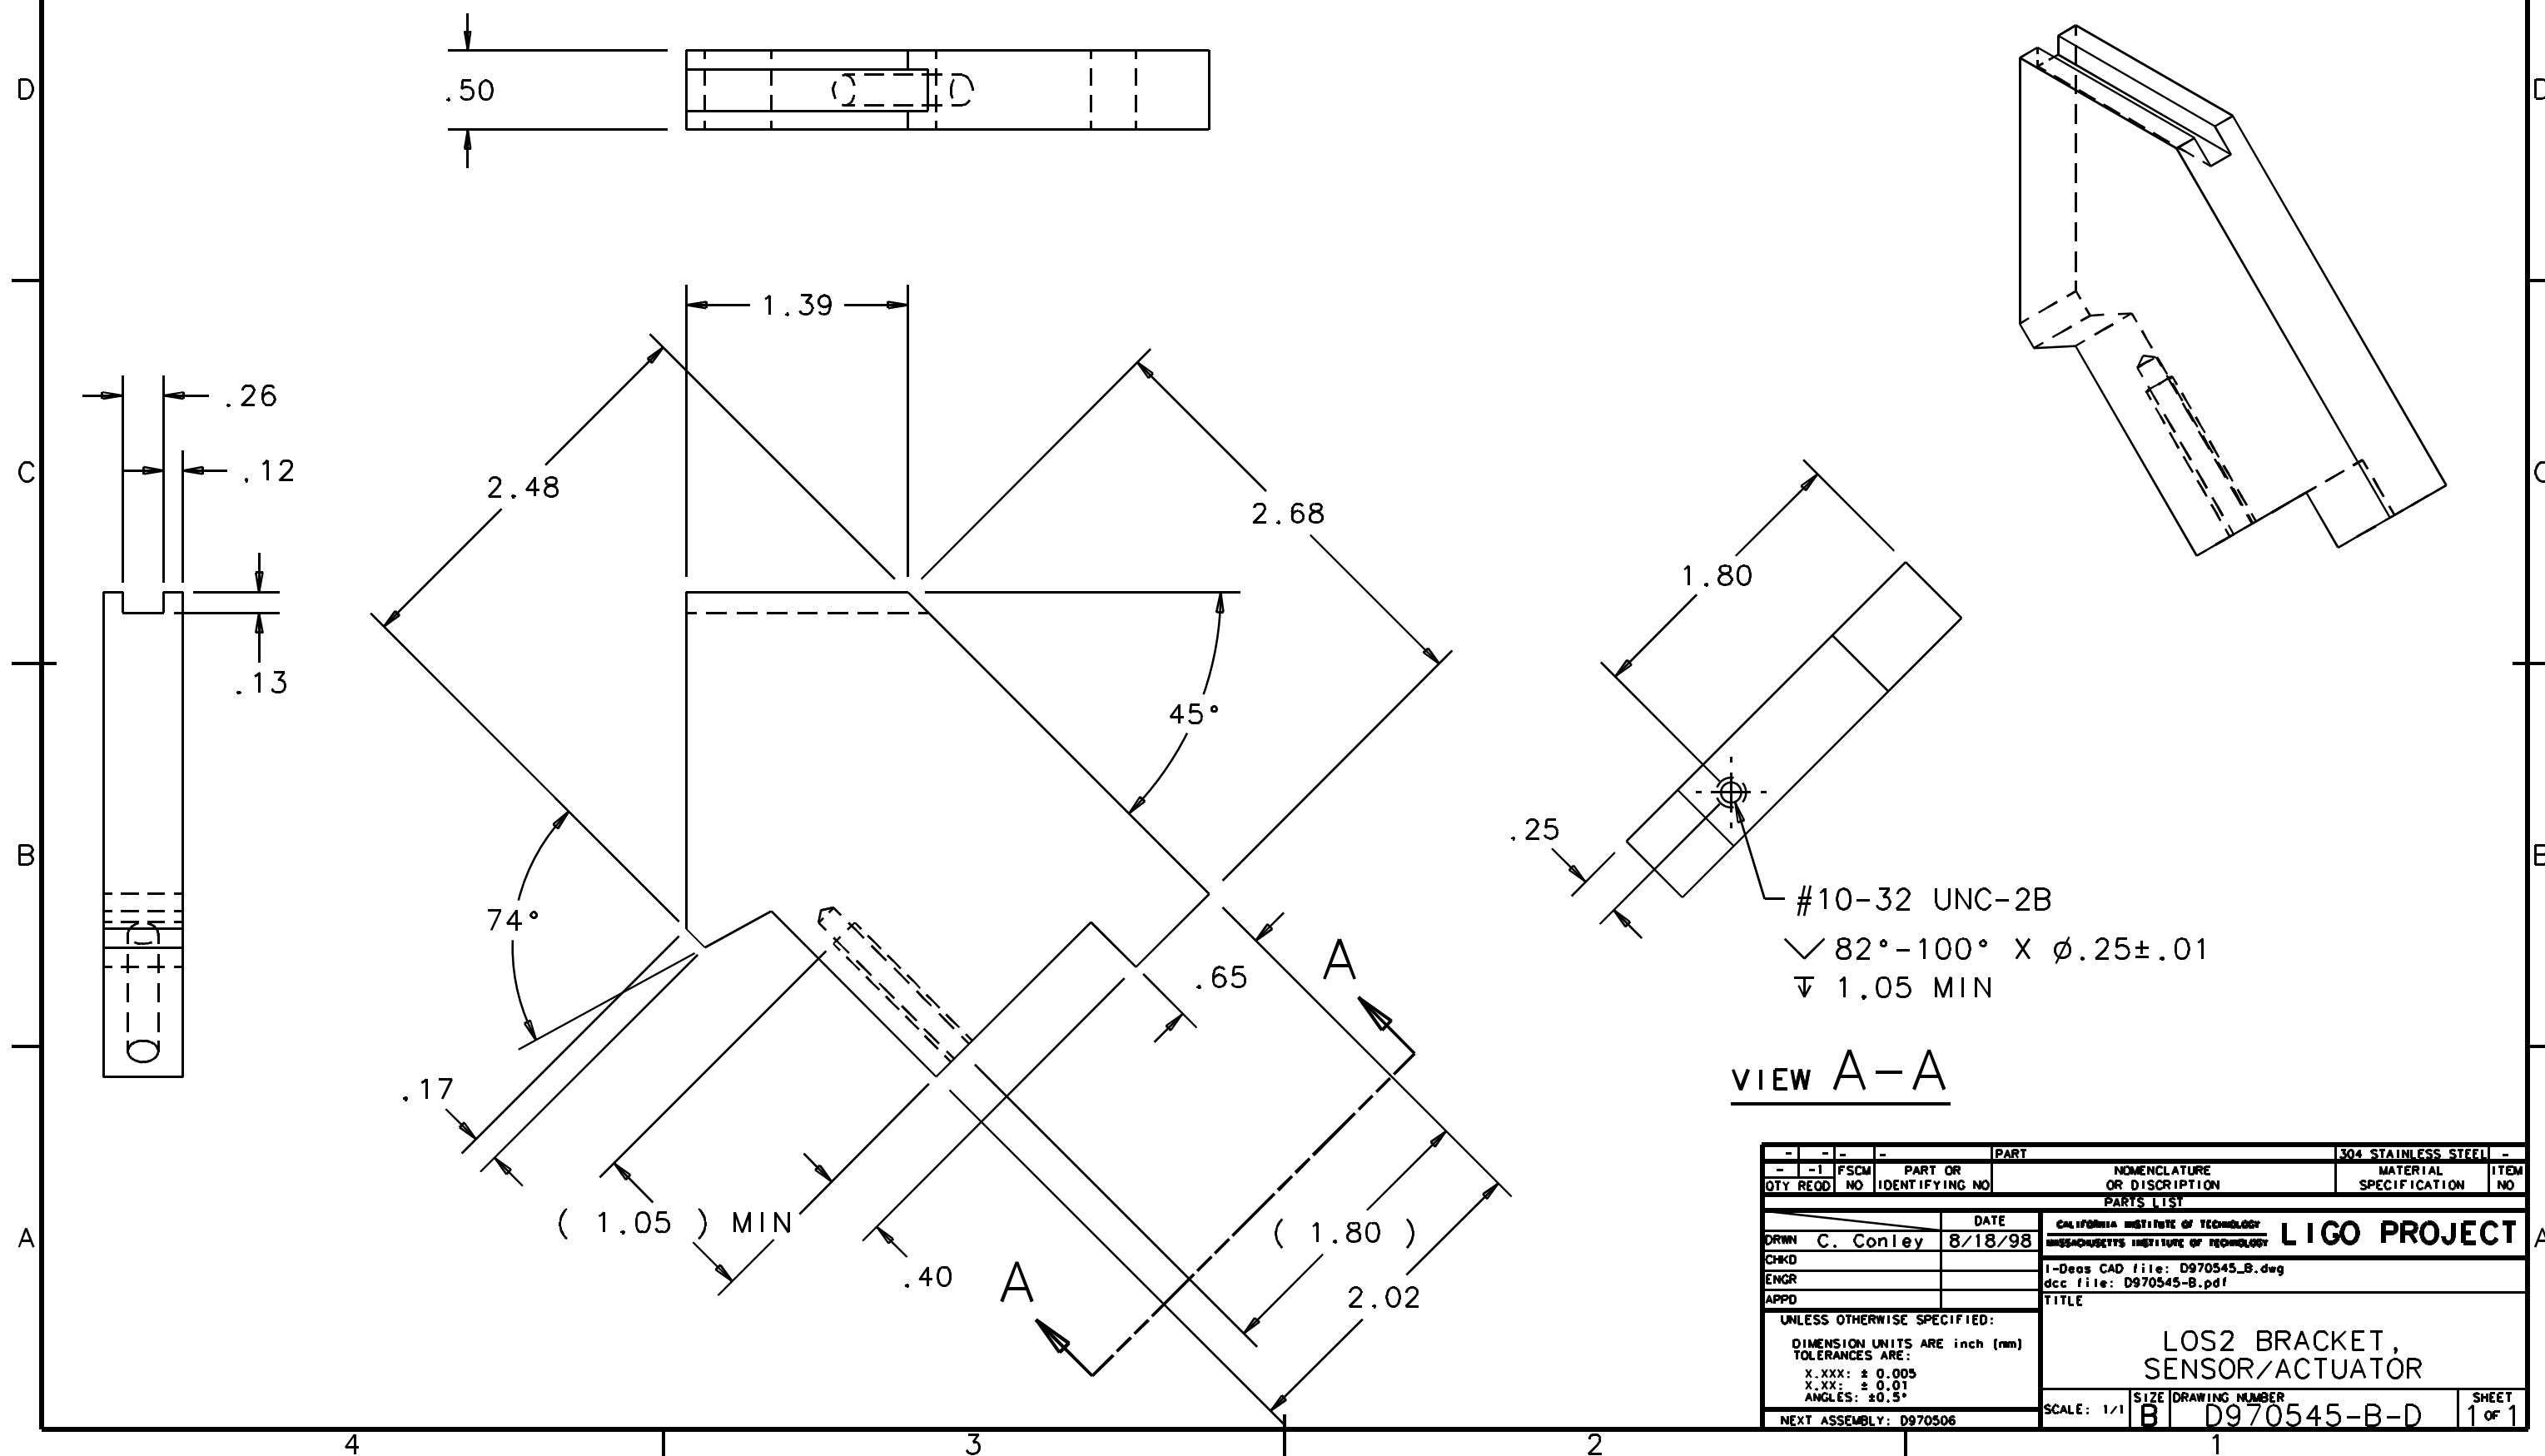 D
D
.50
1.39
.26
.12
C
C
2.48
2.68
1.80
.13
45°
.25
B
B
74°
#10-32 UNC-2B
82°-100° X ø.25±.01
1.05 MIN
A
.65
.17
VIEW A-A
( 1.05 ) MIN
( 1.80 )
A
A
.40
A
2.02
- - - - PART 304 STAINLESS STEEL -
- -1 FSCM PART OR NOMENCLATURE MATERIAL ITEM
QTY REQD NO IDENTIFYING NO OR DISCRIPTION SPECIFICATION NO
PARTS LIST
DATE
DRWN C. Conley 8/18/98
CHKD
ENGR
APPD
CALIFORNIA INSTITUTE OF TECHNOLOGY
MASSACHUSETTS INSTITUTE OF TECHNOLOGY
LIGO PROJECT
I-Deas CAD file: D970545_B.dwg
dcc file: D970545-B.pdf
TITLE
LOS2 BRACKET,
SENSOR/ACTUATOR
UNLESS OTHERWISE SPECIFIED:
DIMENSION UNITS ARE inch (mm)
TOLERANCES ARE:
X.XXX: ± 0.005
X.XX: ± 0.01
ANGLES: ±0.5°
NEXT ASSEMBLY: D970506
SCALE: 1/1
SIZE
B
DRAWING NUMBER
D970545-B-D
SHEET
1 OF 1
4
3
2
1